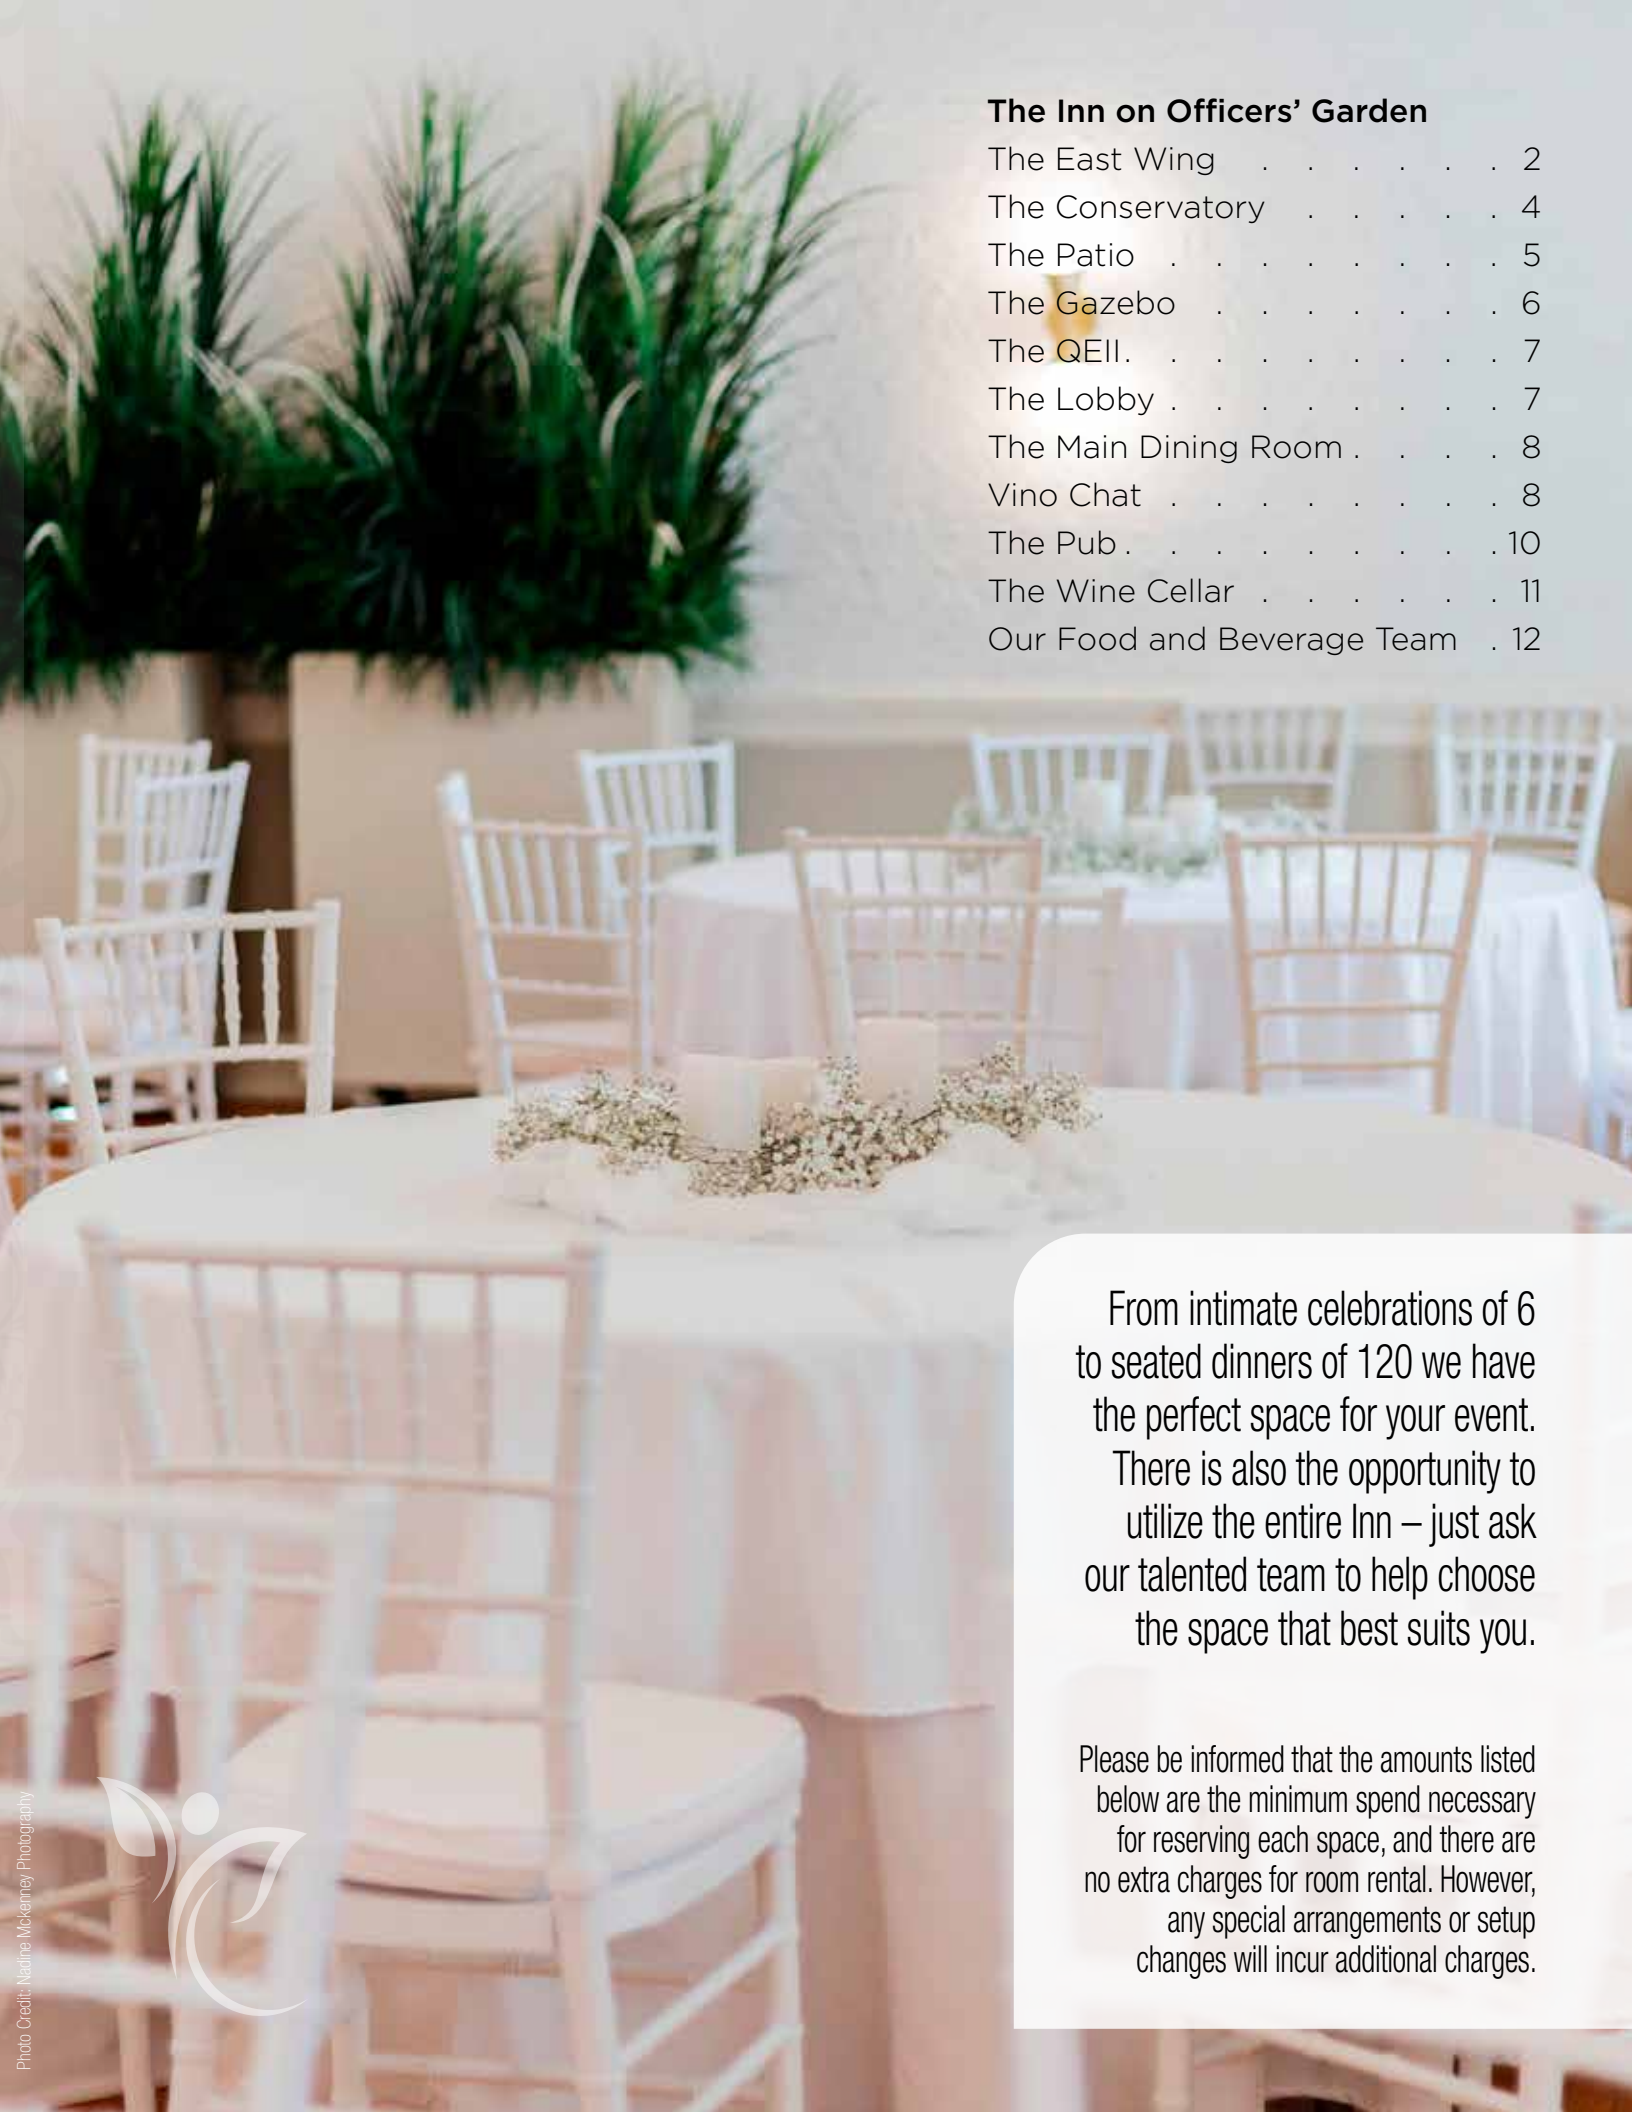 The Inn on Officers’ Garden
The East Wing . . . . . . 2
The Conservatory . . . . . 4
The Patio . . . . . . . . 5
The Gazebo . . . . . . . 6
The QEII. . . . . . . . . 7
The Lobby . . . . . . . . 7
The Main Dining Room . . . . 8
Vino Chat . . . . . . . . 8
The Pub . . . . . . . . . 10
The Wine Cellar . . . . . . 11
Our Food and Beverage Team . 12
From intimate celebrations of 6
to seated dinners of 120 we have
the perfect space for your event.
There is also the opportunity to
utilize the entire Inn – just ask
our talented team to help choose
the space that best suits you.
Please be informed that the amounts listed
below are the minimum spend necessary
for reserving each space, and there are
no extra charges for room rental. However,
any special arrangements or setup
changes will incur additional charges.
Photo Credit: Nadine Mckenney Photography